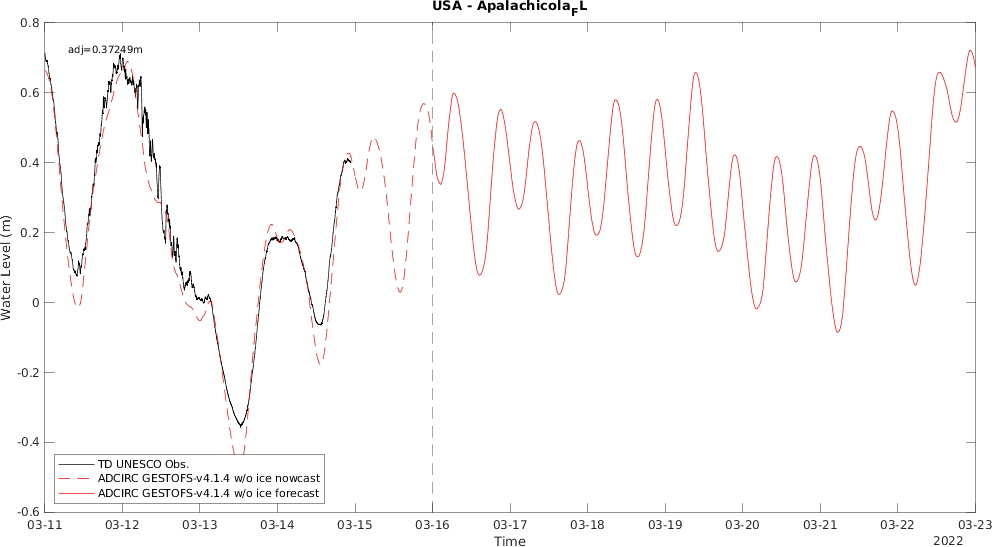 USA - Apalachicola_FL
adj=0.37249m
Water Level (m)
0.8
0.6
0.4
0.2
0
-0.2
-0.4
-0.6
TD UNESCO Obs.
ADCIRC GESTOFS-v4.1.4 w/o ice nowcast
ADCIRC GESTOFS-v4.1.4 w/o ice forecast
03-11 03-12 03-13 03-14 03-15 03-16 03-17 03-18 03-19 03-20 03-21 03-22 03-23
Time
2022